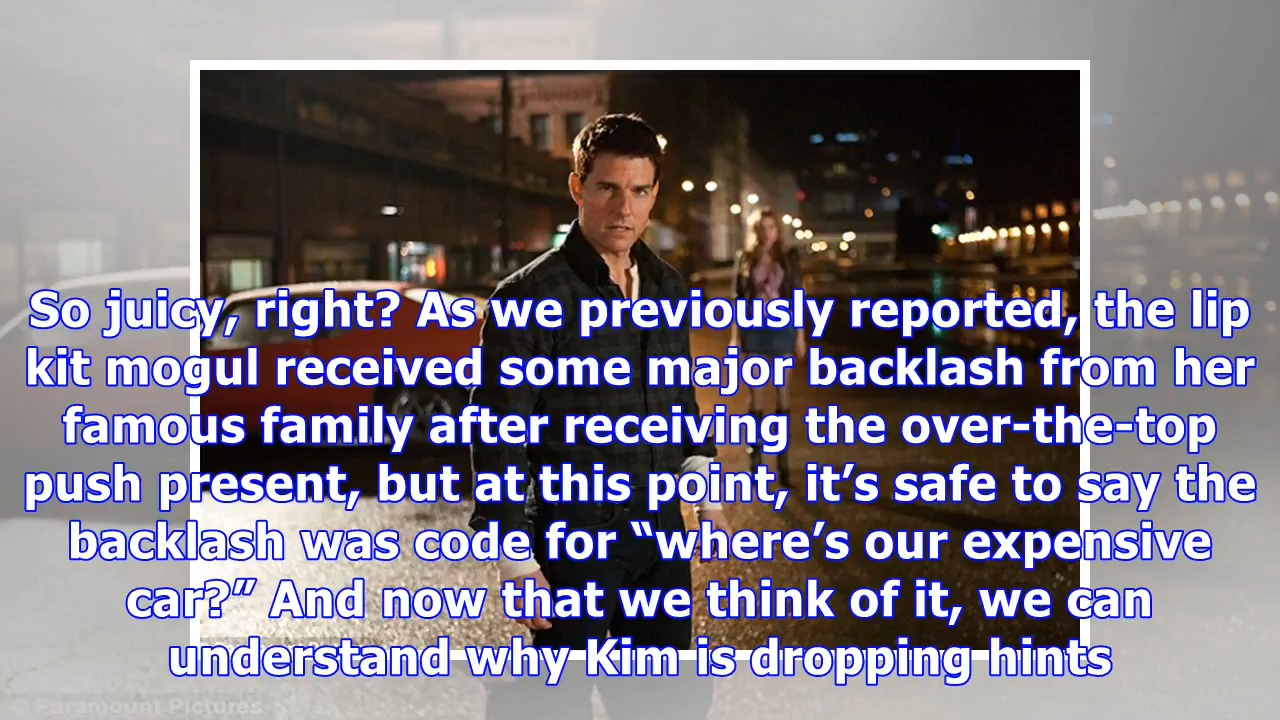 So juicy, right? As we previously reported, the lip
kit mogul received some major backlash from her
famous family after receiving the over-the-top
push present, but at this point, it’s safe to say the
backlash was code for “where’s our expensive
car?” And now that we think of it, we can
understand why Kim is dropping hints
© Paramount Pictures